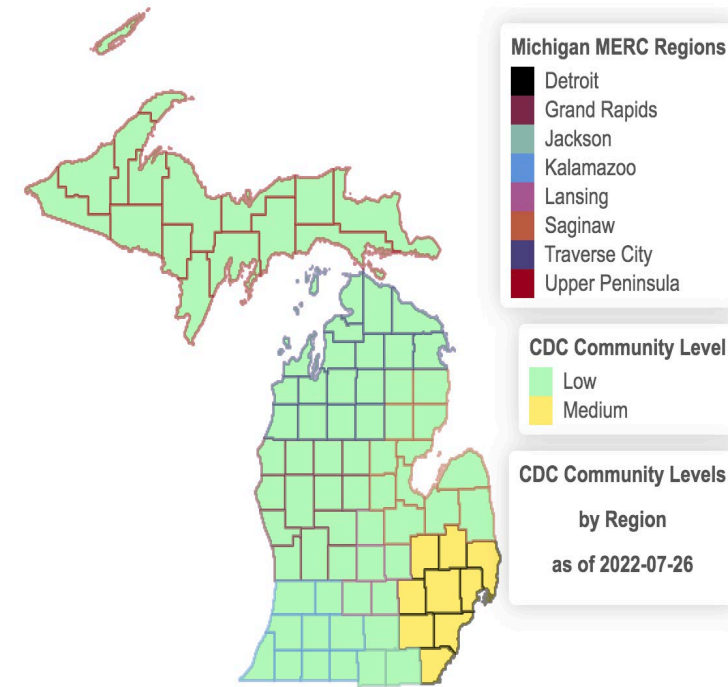 Michigan MERC Regions
Detroit
Grand Rapids
Jackson
Kalamazoo
Lansing
Saginaw
Traverse City
Upper Peninsula
CDC Community Level
Low
Medium
CDC Community Levels
by Region
as of 2022-07-26